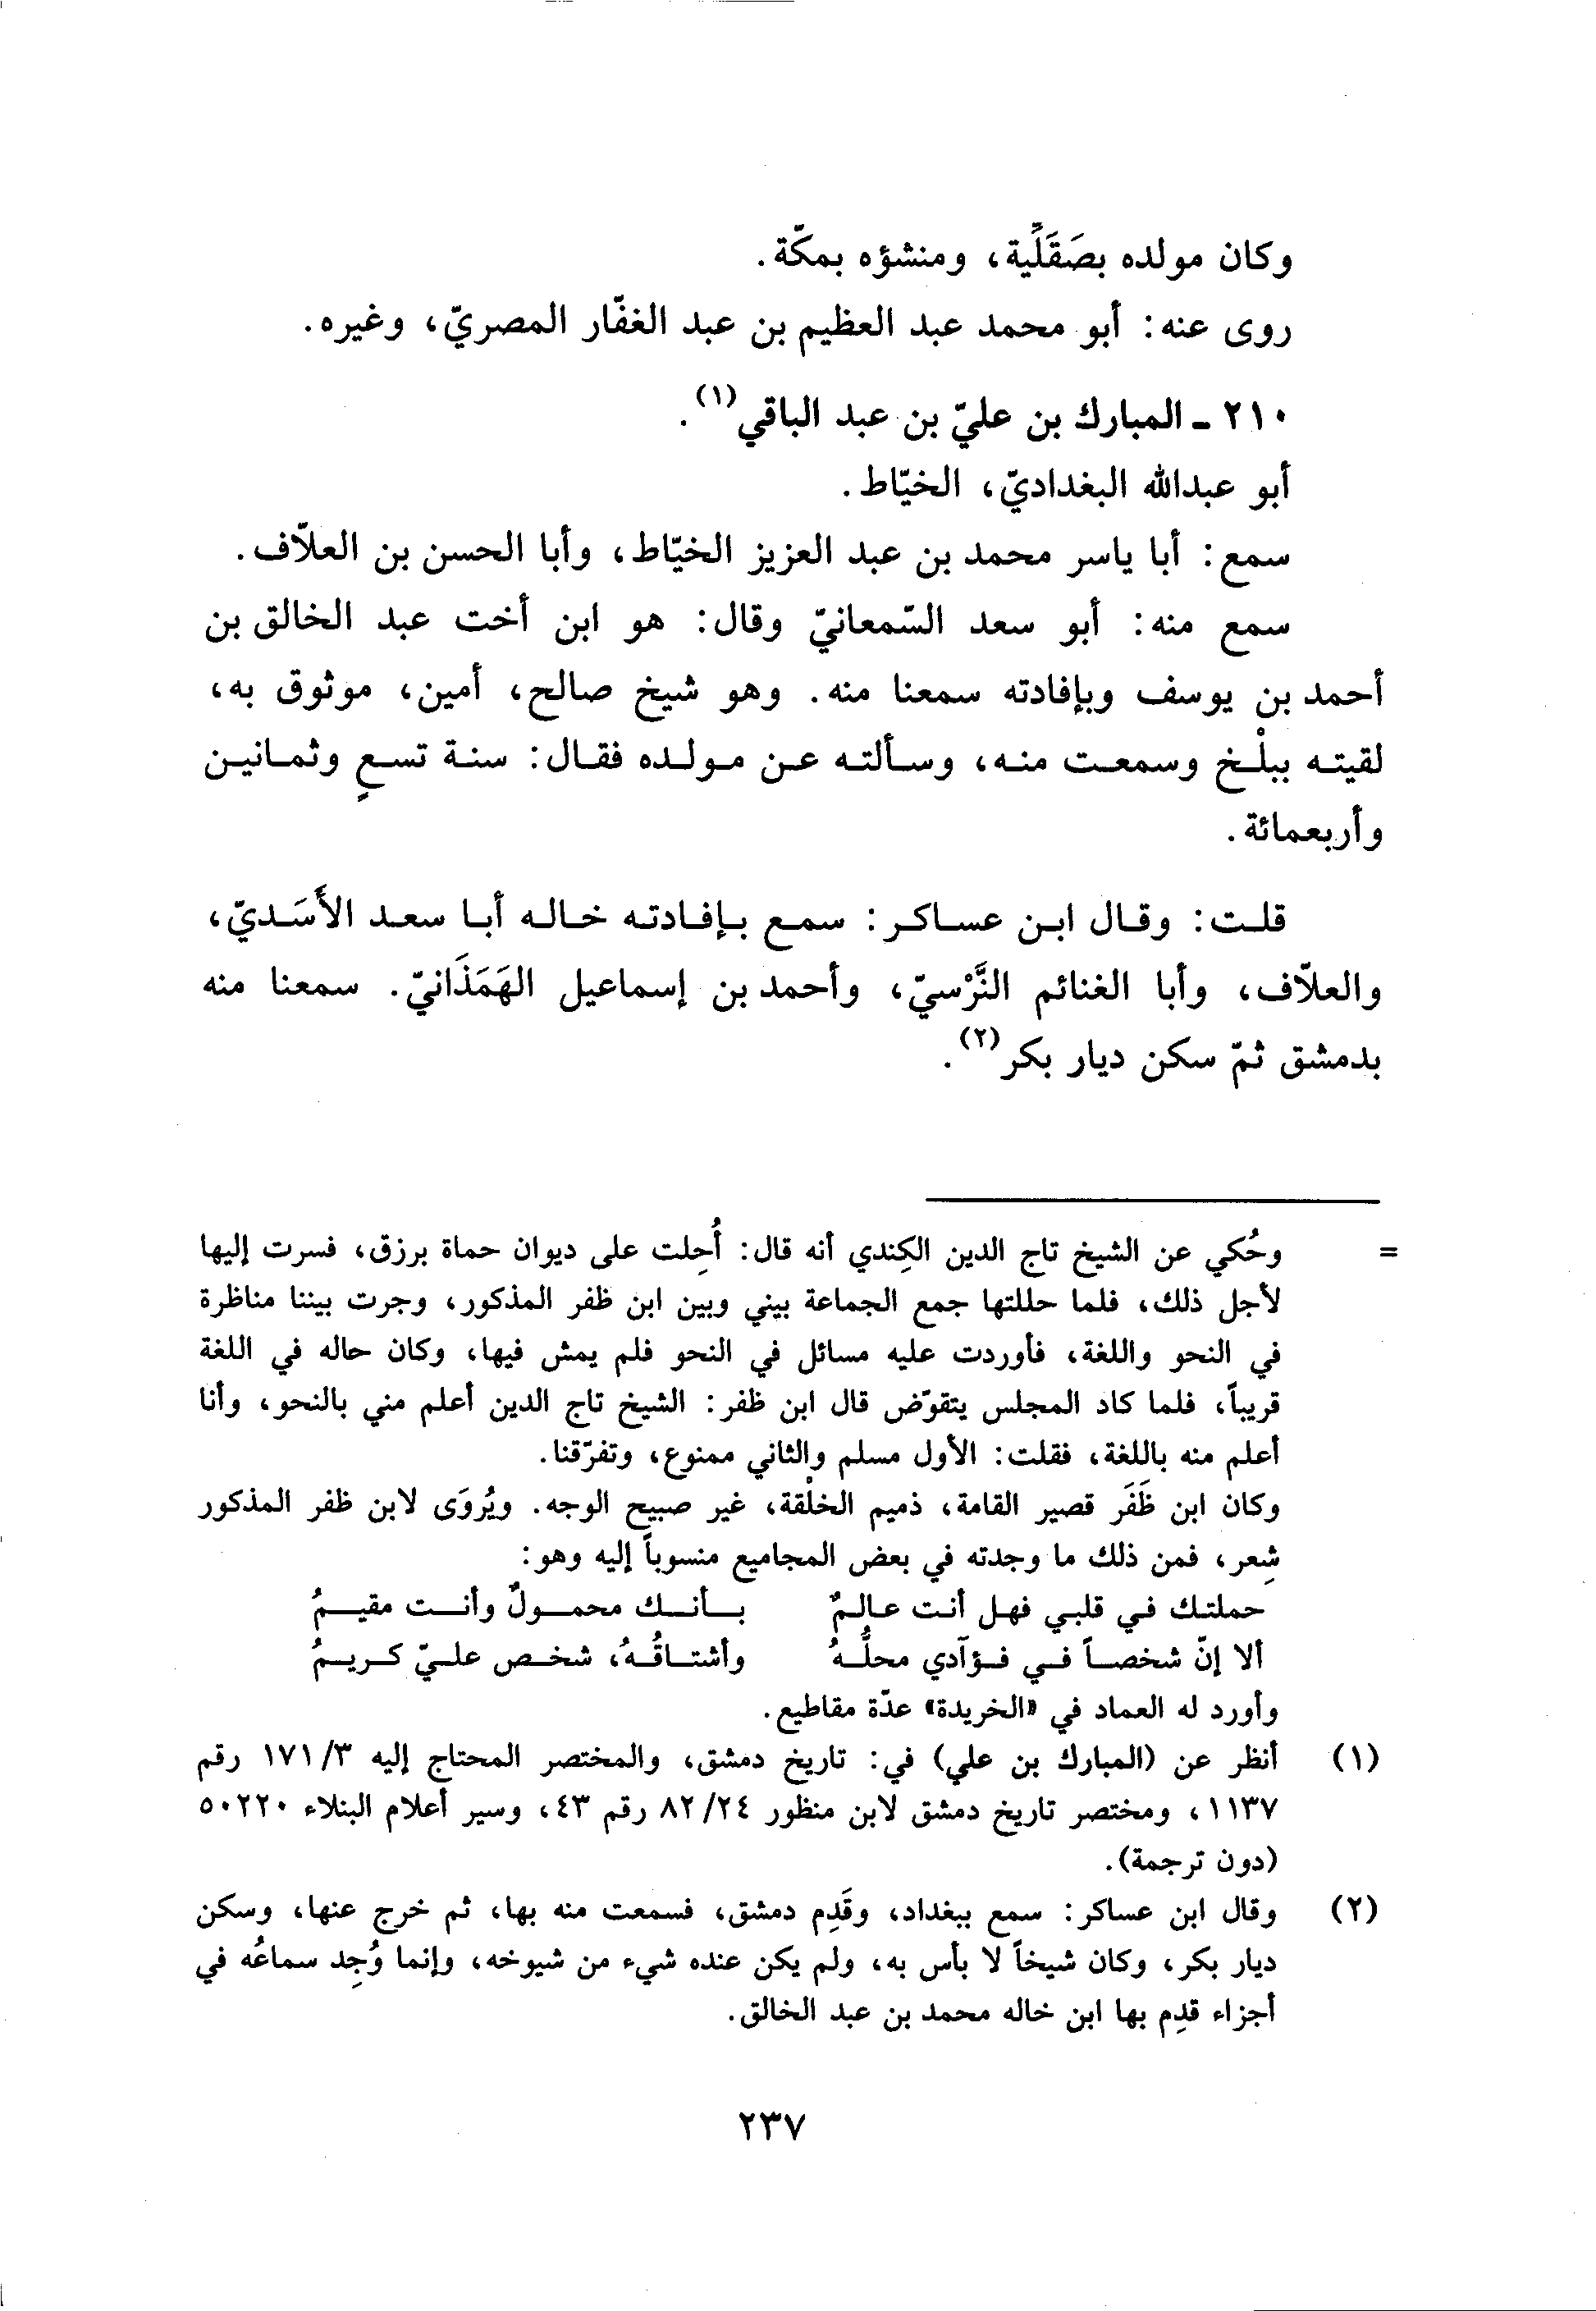 وكان مولده بصَقَلِّية، ومنشؤه بمكّة.
روى عنه: أبو محمد عبد العظيم بن عبد الغفّار المصريّ، وغيره.
٢١٠ - المبارك بن عليّ بن عبد الباقي(١).
أبو عبدالله البغداديّ، الخيّاط.
سمع: أبا ياسر محمد بن عبد العزيز الخيّاط، وأبا الحسن بن العلاّف.
سمع منه: أبو سعد السّمعانيّ وقال: هو ابن أخت عبد الخالق بن
أحمد بن يوسف وبإفادته سمعنا منه. وهو شيخ صالح، أمين، موثوق به،
لقيته ببلْخ وسمعت منه، وسألته عن مولده فقال: سنة تسعٍ وثمانين
وأربعمائة.
قلت: وقال ابن عساكر: سمع بإفادته خاله أبا سعد الأَسَديّ،
والعلاّف، وأبا الغنائم النَّرْسيّ، وأحمد بن إسماعيل الهَمَذَانيّ. سمعنا منه
بدمشق ثمّ سكن ديار بكر(٢).
= وحُكي عن الشيخ تاج الدين الكِندي أنه قال: أُحِلت على ديوان حماة برزق، فسرت إليها
لأجل ذلك، فلما حللتها جمع الجماعة بيني وبين ابن ظفر المذكور، وجرت بيننا مناظرة
في النحو واللغة، فأوردت عليه مسائل في النحو فلم يمش فيها، وكان حاله في اللغة
قريباً، فلما كاد المجلس يتقوّض قال ابن ظفر: الشيخ تاج الدين أعلم مني بالنحو، وأنا
أعلم منه باللغة، فقلت: الأول مسلم والثاني ممنوع، وتفرّقنا.
وكان ابن ظَفَر قصير القامة، ذميم الخلْقة، غير صبيح الوجه. ويُروَى لابن ظفر المذكور
شِعر، فمن ذلك ما وجدته في بعض المجاميع منسوباً إليه وهو:
حملتك في قلبي فهل أنت عالمٌ بأنك محمولٌ وأنت مقيمُ
ألا إنّ شخصاً في فؤآدي محلُّهُ وأشتاقُهُ، شخص عليّ كريمُ
وأورد له العماد في «الخريدة» عدّة مقاطيع.
(١) أنظر عن (المبارك بن علي) في: تاريخ دمشق، والمختصر المحتاج إليه ١٧١/٣ رقم
١١٣٧، ومختصر تاريخ دمشق لابن منظور ٨٢/٢٤ رقم ٤٣، وسير أعلام البنلاء ٥٠٢٢٠
(دون ترجمة).
(٢) وقال ابن عساكر: سمع ببغداد، وقَدِم دمشق، فسمعت منه بها، ثم خرج عنها، وسكن
ديار بكر، وكان شيخاً لا بأس به، ولم يكن عنده شيء من شيوخه، وإنما وُجِد سماعُه في
أجزاء قدِم بها ابن خاله محمد بن عبد الخالق.
٢٣٧